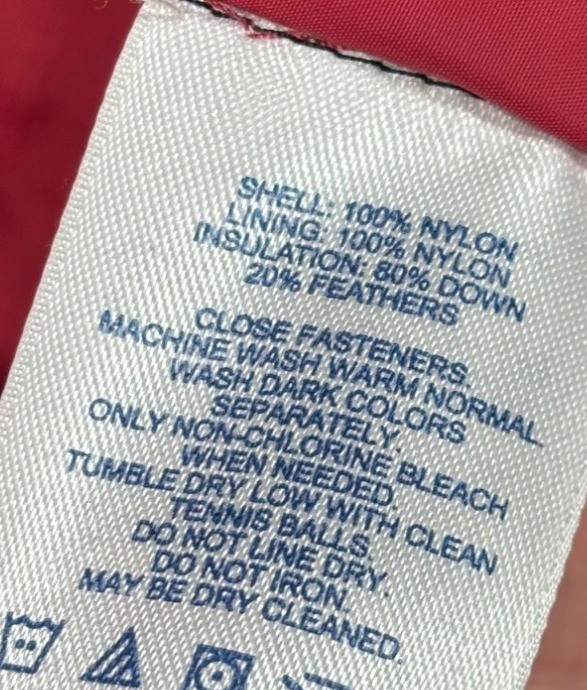 SHELL: 100% NYLON
LINING: 100% NYLON
INSULATION: 80% DOWN
20% FEATHERS
CLOSE FASTENERS.
MACHINE WASH WARM NORMAL.
WASH DARK COLORS
SEPARATELY.
ONLY NON-CHLORINE BLEACH
WHEN NEEDED.
TUMBLE DRY LOW WITH CLEAN
TENNIS BALLS.
DO NOT LINE DRY.
DO NOT IRON.
MAY BE DRY CLEANED.